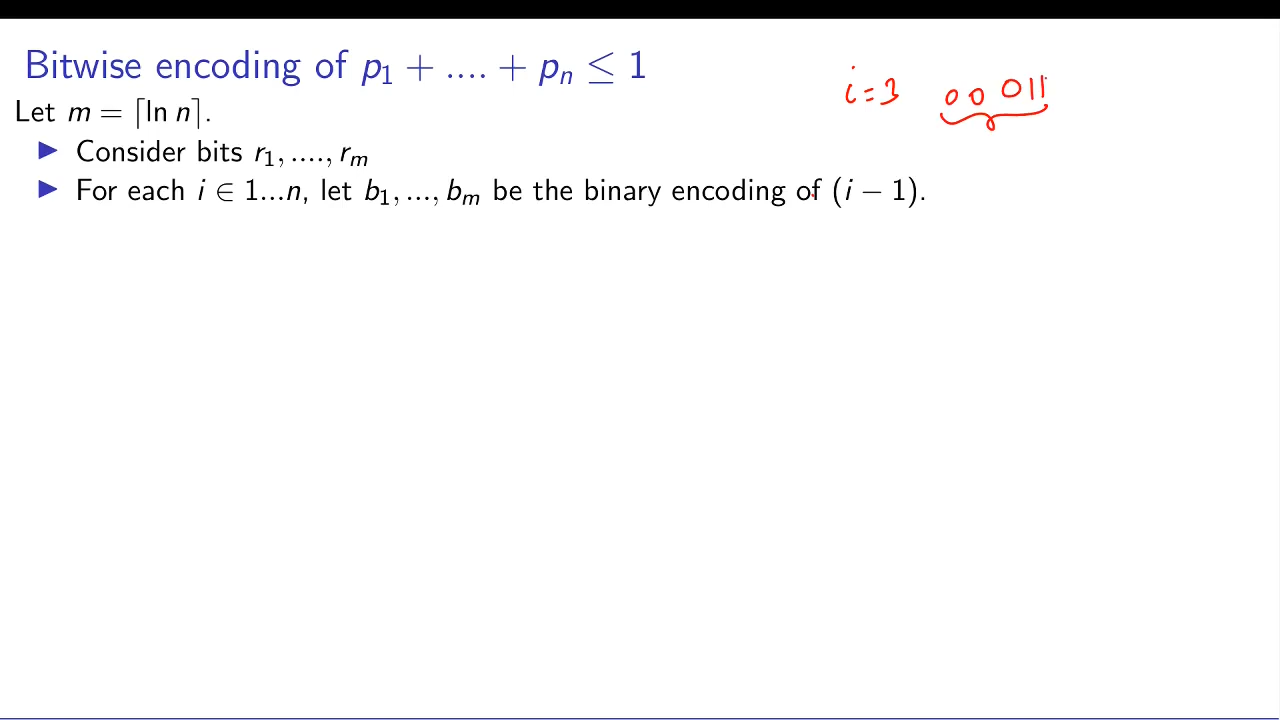 Bitwise encoding of p₁ + .... + pₙ ≤ 1
i = 3 00011
Let m = ⌈ln n⌉.
▶ Consider bits r₁, ...., rₘ
▶ For each i ∈ 1...n, let b₁, ..., bₘ be the binary encoding of (i − 1).